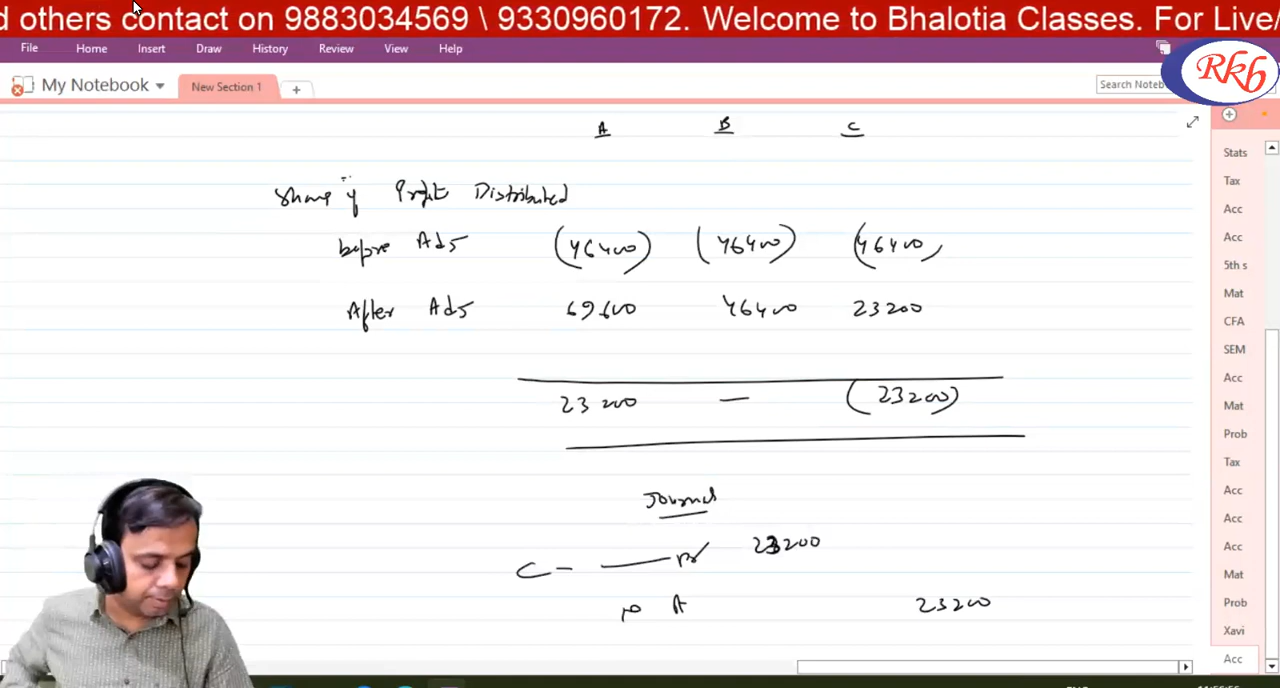 d others contact on 9883034569 \ 9330960172. Welcome to Bhalotia Classes. For Live/
File Home Insert Draw History Review View Help
Rkb
My Notebook New Section 1 + Search Noteb
A B C
Share of Profit Distributed
before Adj (46400) (46400) (46400)
After Adj 69600 46400 23200
23200 — (23200)
Journal
C — Dr 23200
To A 23200
Stats
Tax
Acc
Acc
5th s
Mat
CFA
SEM
Acc
Mat
Prob
Tax
Acc
Acc
Acc
Mat
Prob
Xavi
Acc